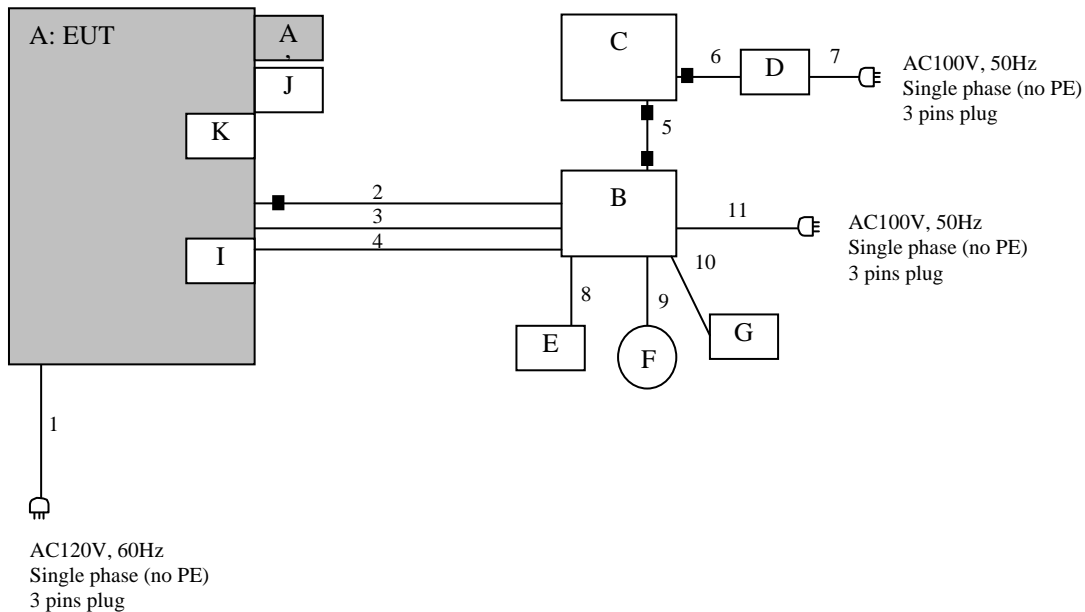 A: EUT
A
’
J
K
I
C
6
D
7
AC100V, 50Hz
Single phase (no PE)
3 pins plug
5
2
3
4
B
11
AC100V, 50Hz
Single phase (no PE)
3 pins plug
10
8
9
E
F
G
1
AC120V, 60Hz
Single phase (no PE)
3 pins plug